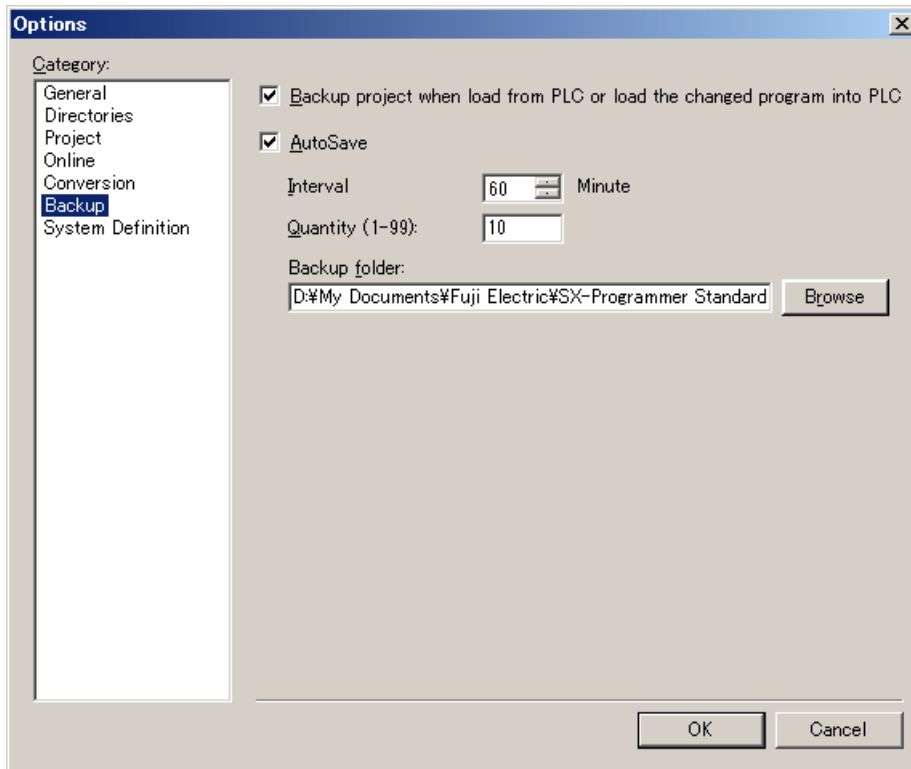 Options
Category:
General
Directories
Project
Online
Conversion
Backup
System Definition
Backup project when load from PLC or load the changed program into PLC
AutoSave
Interval 60 Minute
Quantity (1-99): 10
Backup folder:
D:¥My Documents¥Fuji Electric¥SX-Programmer Standard Browse
OK Cancel